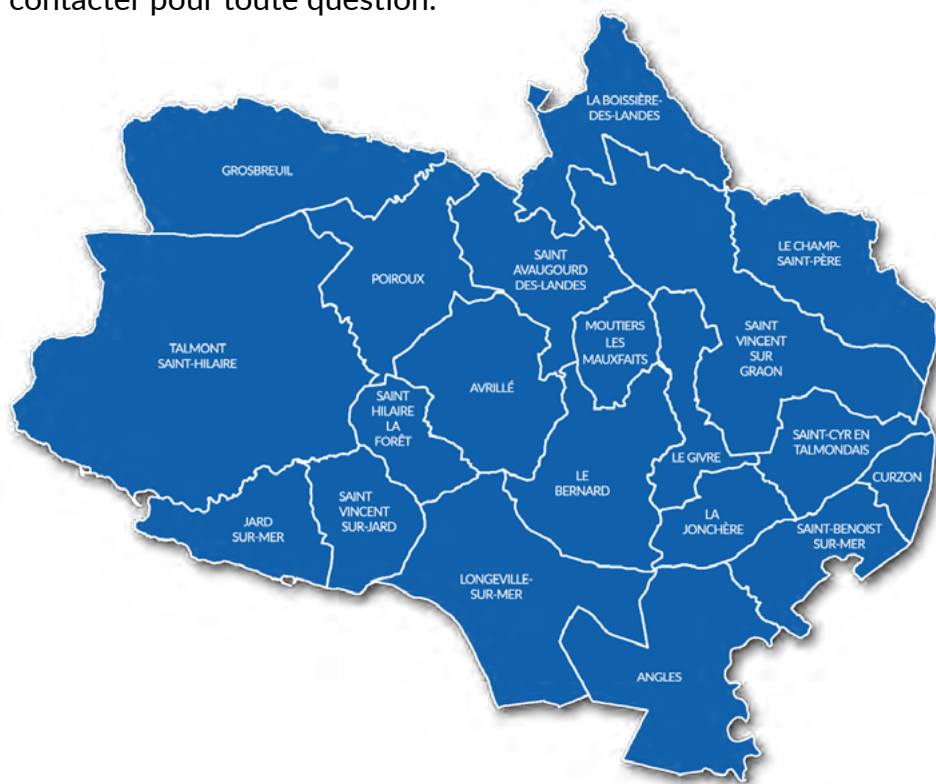 contacter pour toute question.
LA BOISSIÈRE-
DES-LANDES
GROSBREUIL
LE CHAMP-
SAINT-PÈRE
SAINT
AVAUGOURD
DES-LANDES
POIROUX
MOUTIERS
LES
MAUXFAITS
SAINT
VINCENT
SUR
GRAON
TALMONT
SAINT-HILAIRE
AVRILLÉ
SAINT
HILAIRE
LA
FORÊT
SAINT-CYR EN
TALMONDAIS
LE GIVRE
CURZON
LE
BERNARD
SAINT
VINCENT
SUR-JARD
LA
JONCHÈRE
JARD
SUR-MER
SAINT-BENOIST
SUR-MER
LONGEVILLE-
SUR-MER
ANGLES